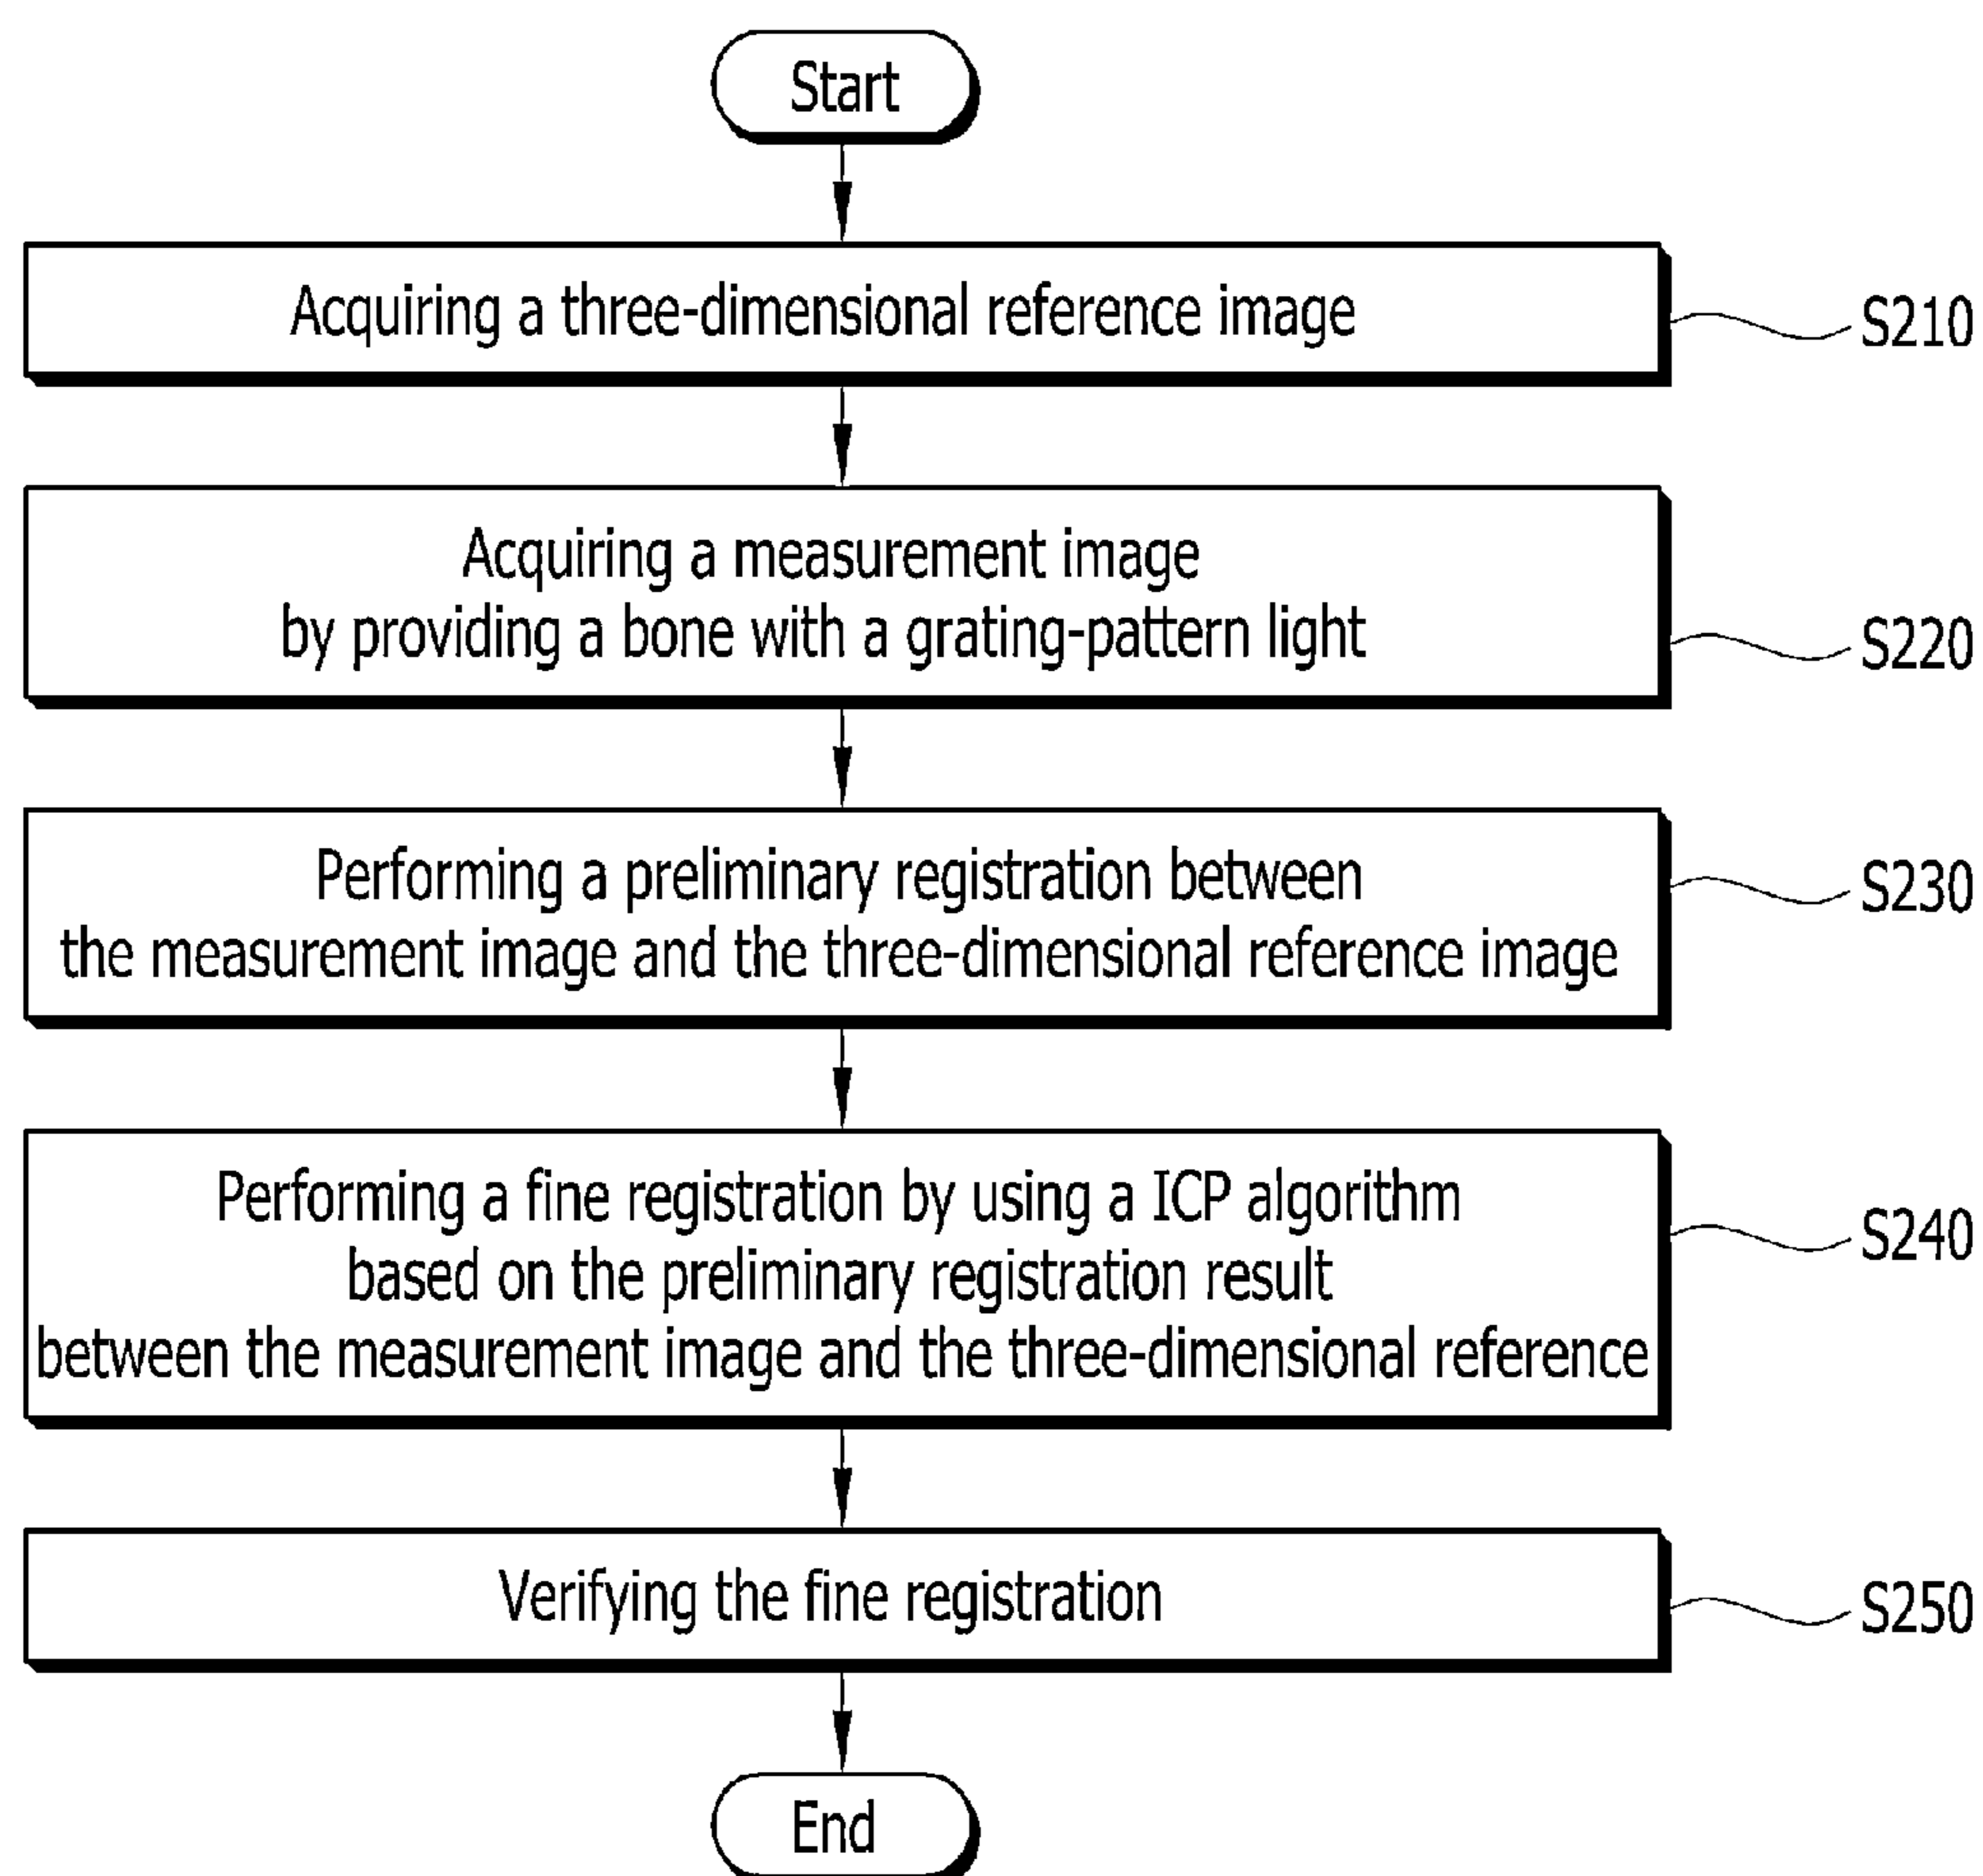 Start
Acquiring a three-dimensional reference image
S210
Acquiring a measurement image
by providing a bone with a grating-pattern light
S220
Performing a preliminary registration between
the measurement image and the three-dimensional reference image
S230
Performing a fine registration by using a ICP algorithm
based on the preliminary registration result
between the measurement image and the three-dimensional reference
S240
Verifying the fine registration
S250
End